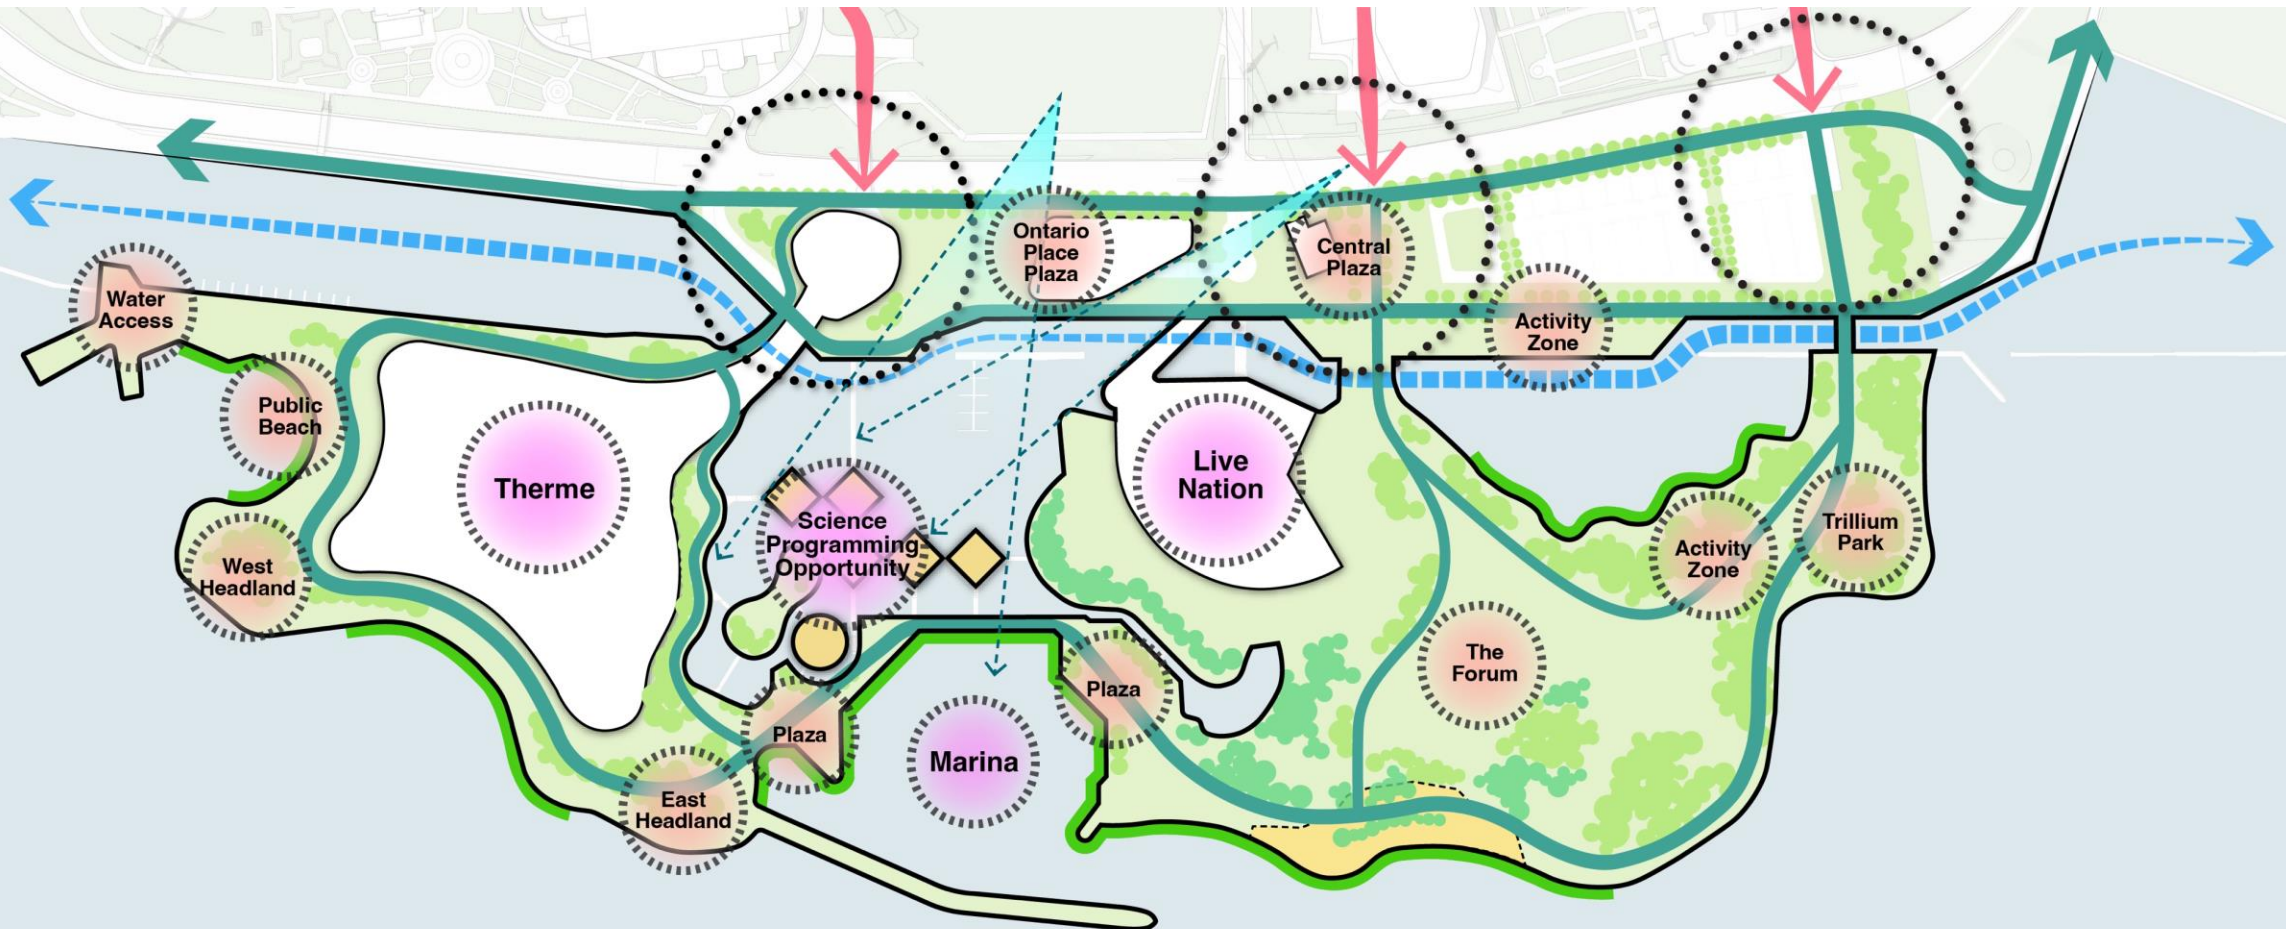 Water
Access
Public
Beach
West
Headland
Therme
East
Headland
Plaza
Science
Programming
Opportunity
Ontario
Place
Plaza
Central
Plaza
Activity
Zone
Live
Nation
Marina
Plaza
The
Forum
Activity
Zone
Trillium
Park